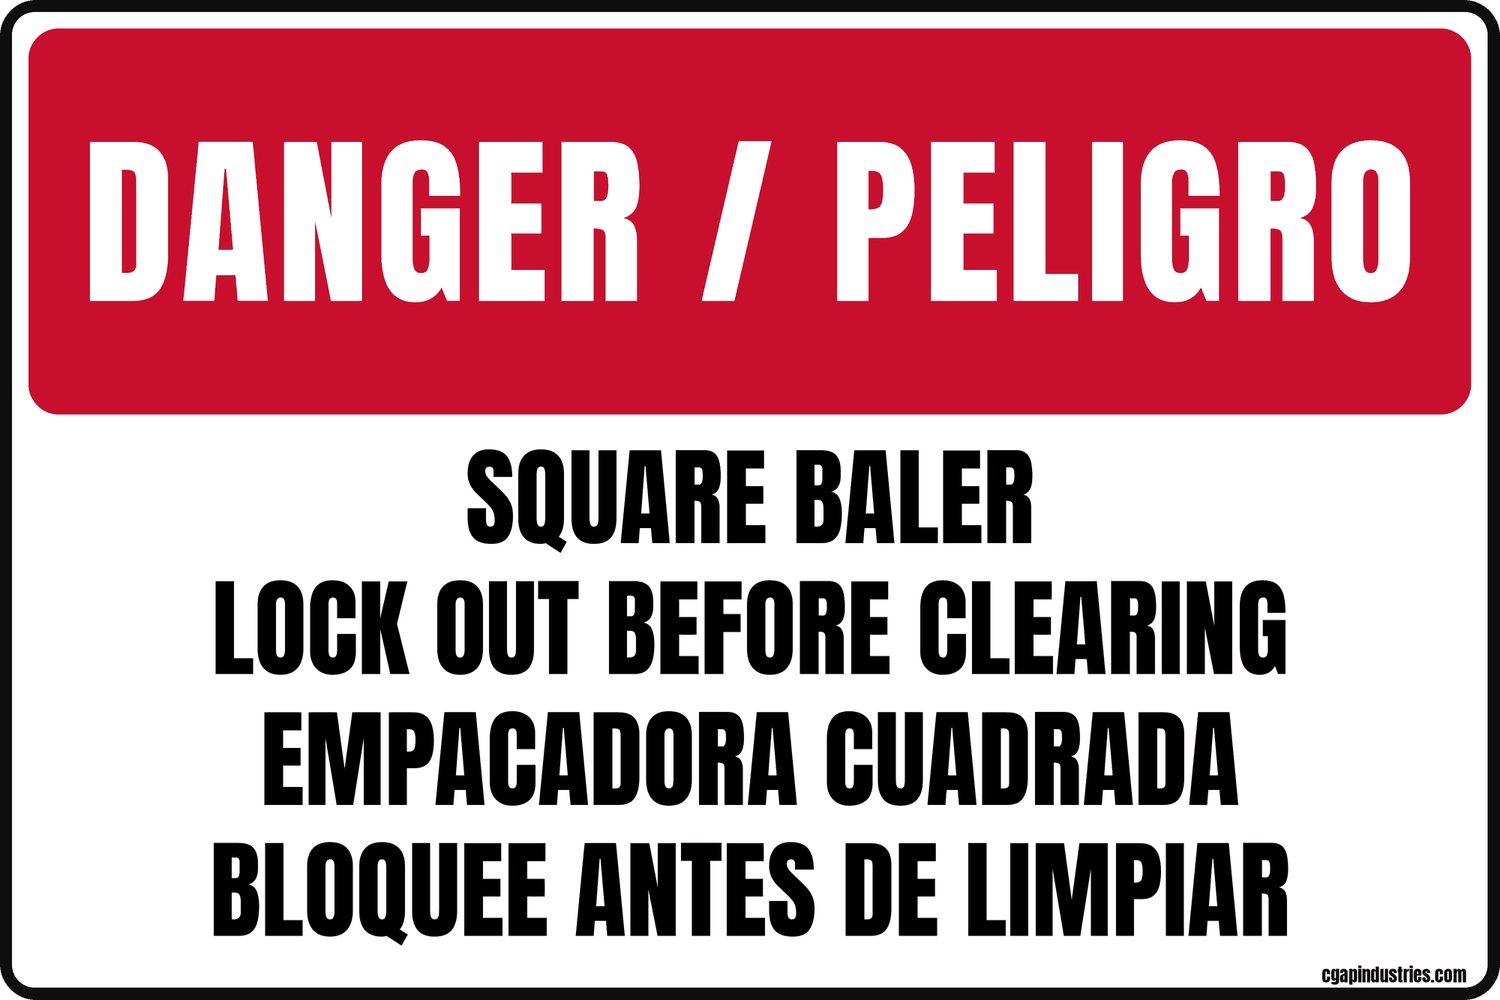 DANGER / PELIGRO
SQUARE BALER
LOCK OUT BEFORE CLEARING
EMPACADORA CUADRADA
BLOQUEE ANTES DE LIMPIAR
cgapindustries.com